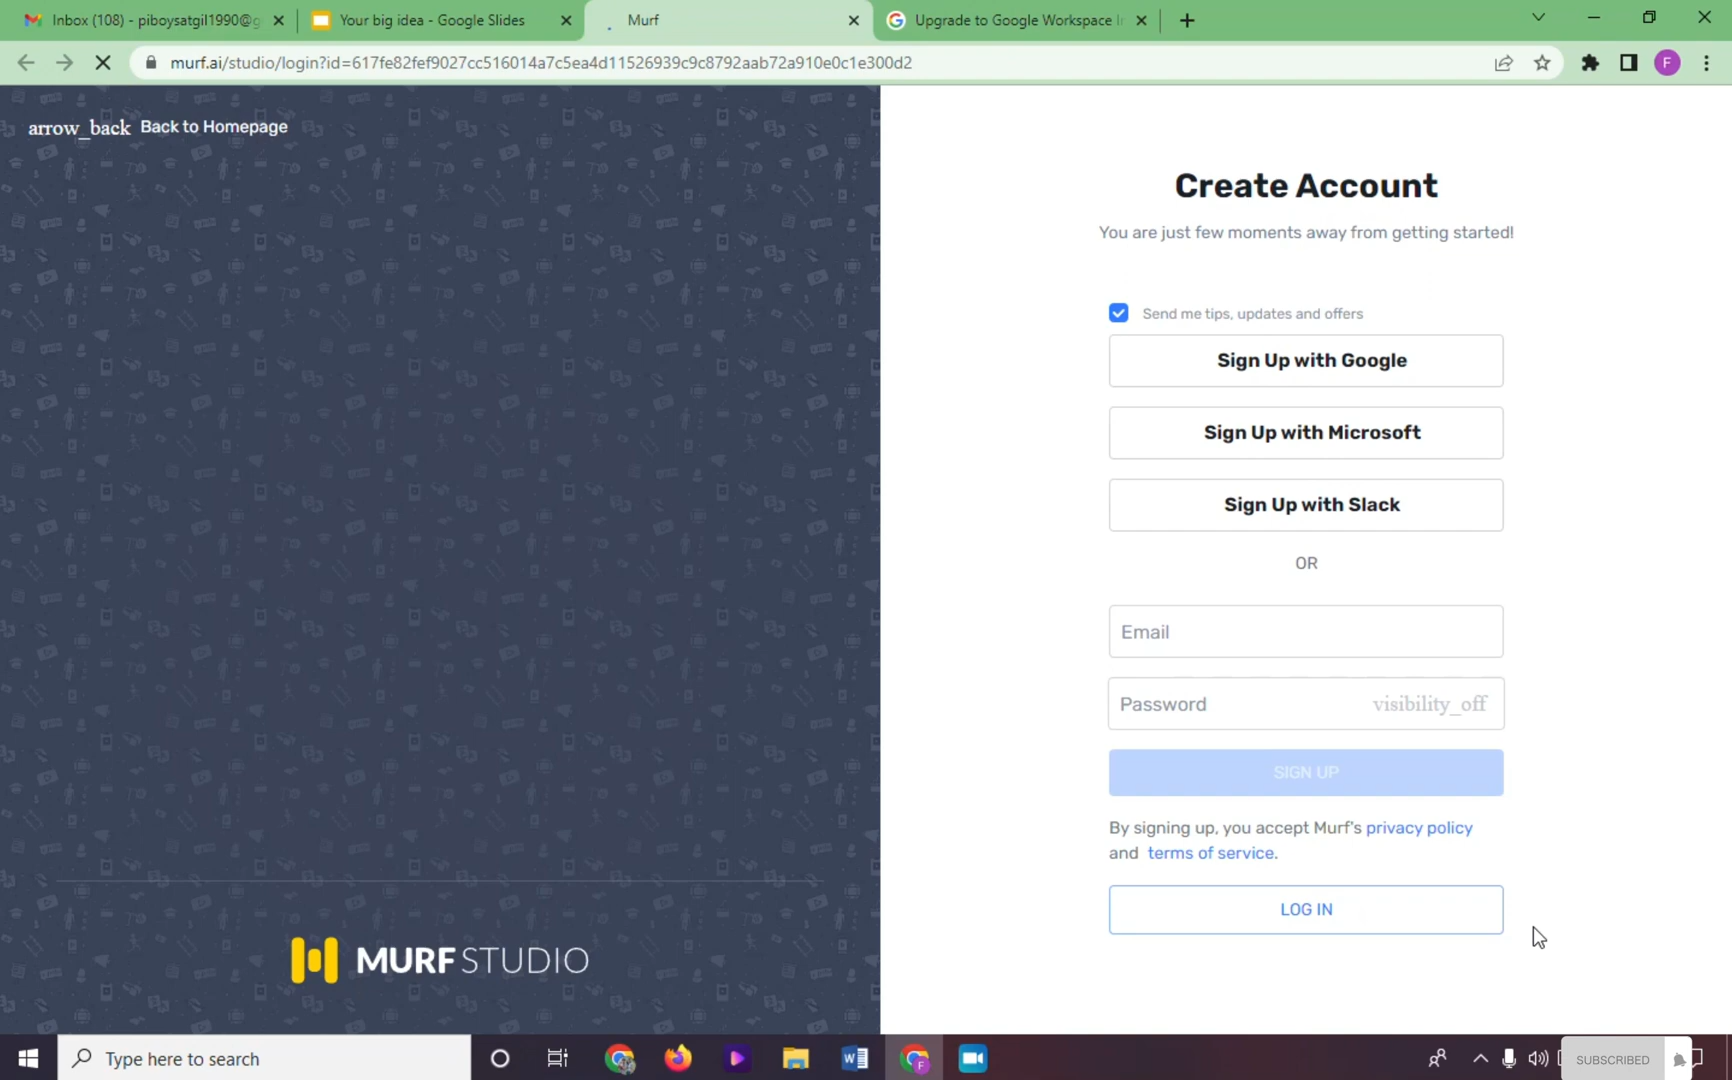 Inbox (108) - piboysatgil1990@g
Your big idea - Google Slides
Murf
Upgrade to Google Workspace In
murf.ai/studio/login?id=617fe82fef9027cc516014a7c5ea4d11526939c9c8792aab72a910e0c1e300d2
F
arrow_back Back to Homepage
Create Account
You are just few moments away from getting started!
Send me tips, updates and offers
Sign Up with Google
Sign Up with Microsoft
Sign Up with Slack
OR
Email
Password visibility_off
SIGN UP
By signing up, you accept Murf's privacy policy
and terms of service.
LOG IN
MURF STUDIO
Type here to search
SUBSCRIBED